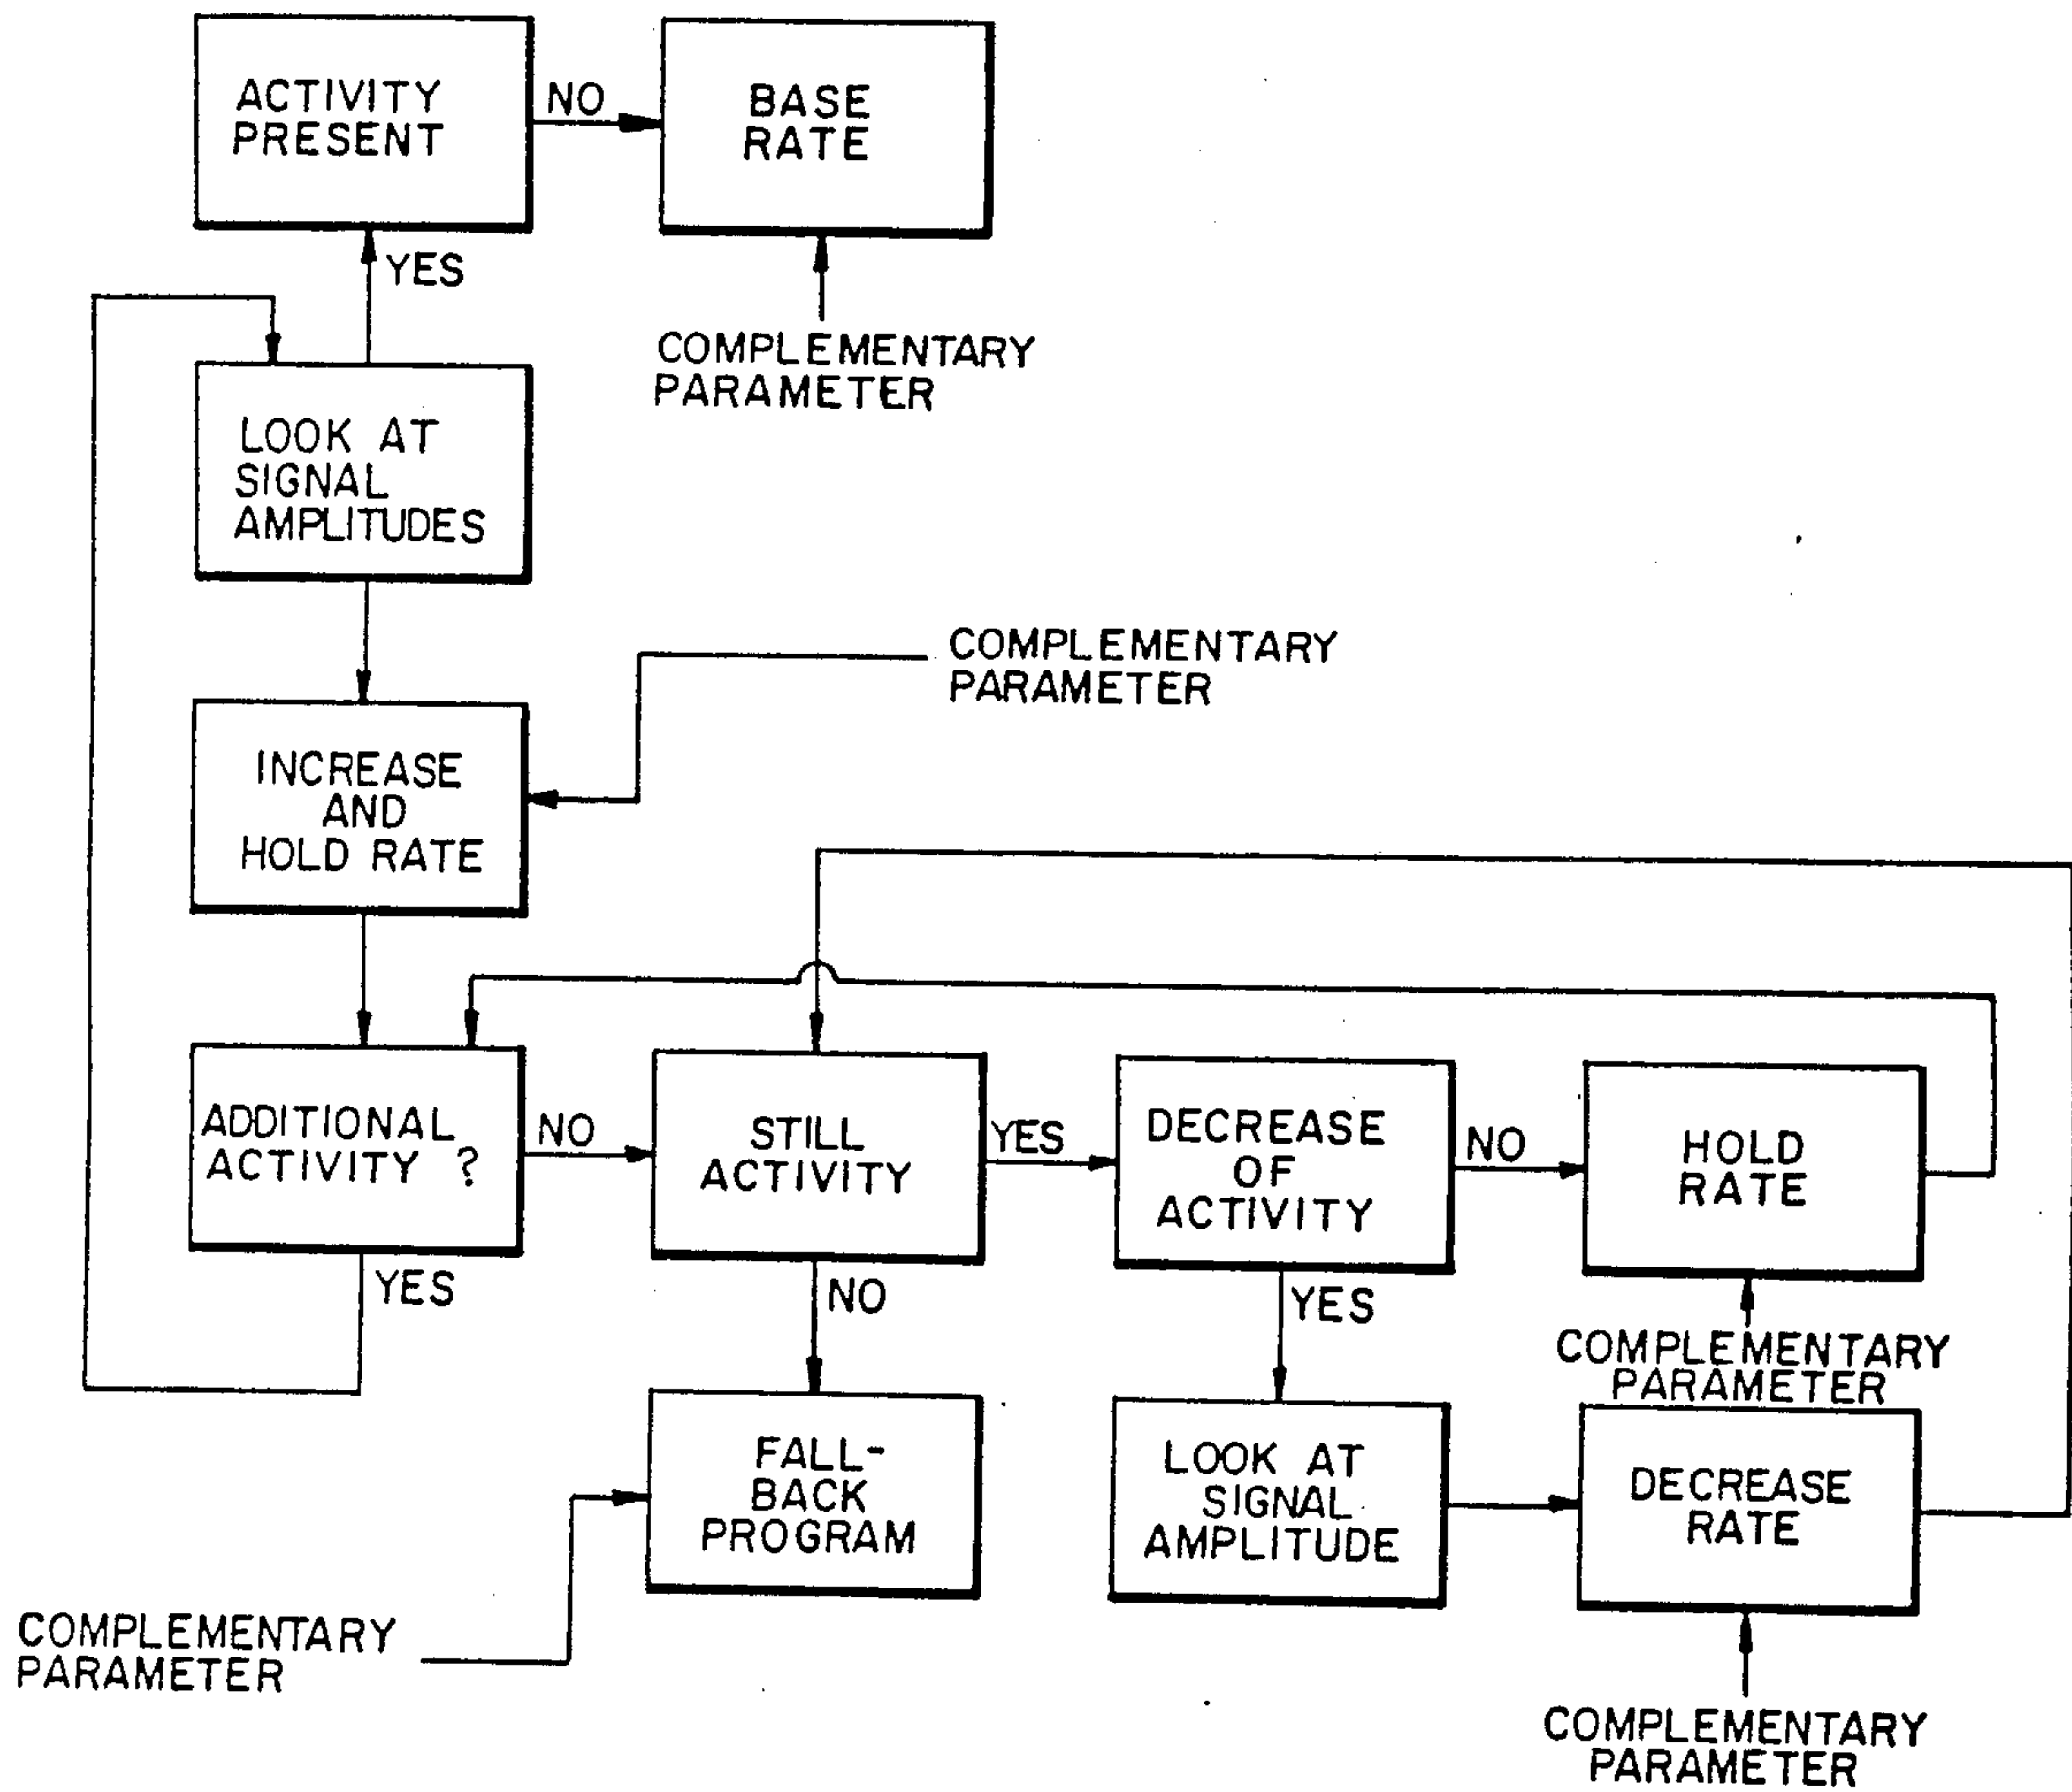 ACTIVITY
PRESENT
NO
BASE
RATE
YES
COMPLEMENTARY
PARAMETER
LOOK AT
SIGNAL
AMPLITUDES
COMPLEMENTARY
PARAMETER
INCREASE
AND
HOLD RATE
ADDITIONAL
ACTIVITY ?
NO
STILL
ACTIVITY
YES
DECREASE
OF
ACTIVITY
NO
HOLD
RATE
YES
NO
YES
COMPLEMENTARY
PARAMETER
FALL-
BACK
PROGRAM
LOOK AT
SIGNAL
AMPLITUDE
DECREASE
RATE
COMPLEMENTARY
PARAMETER
COMPLEMENTARY
PARAMETER